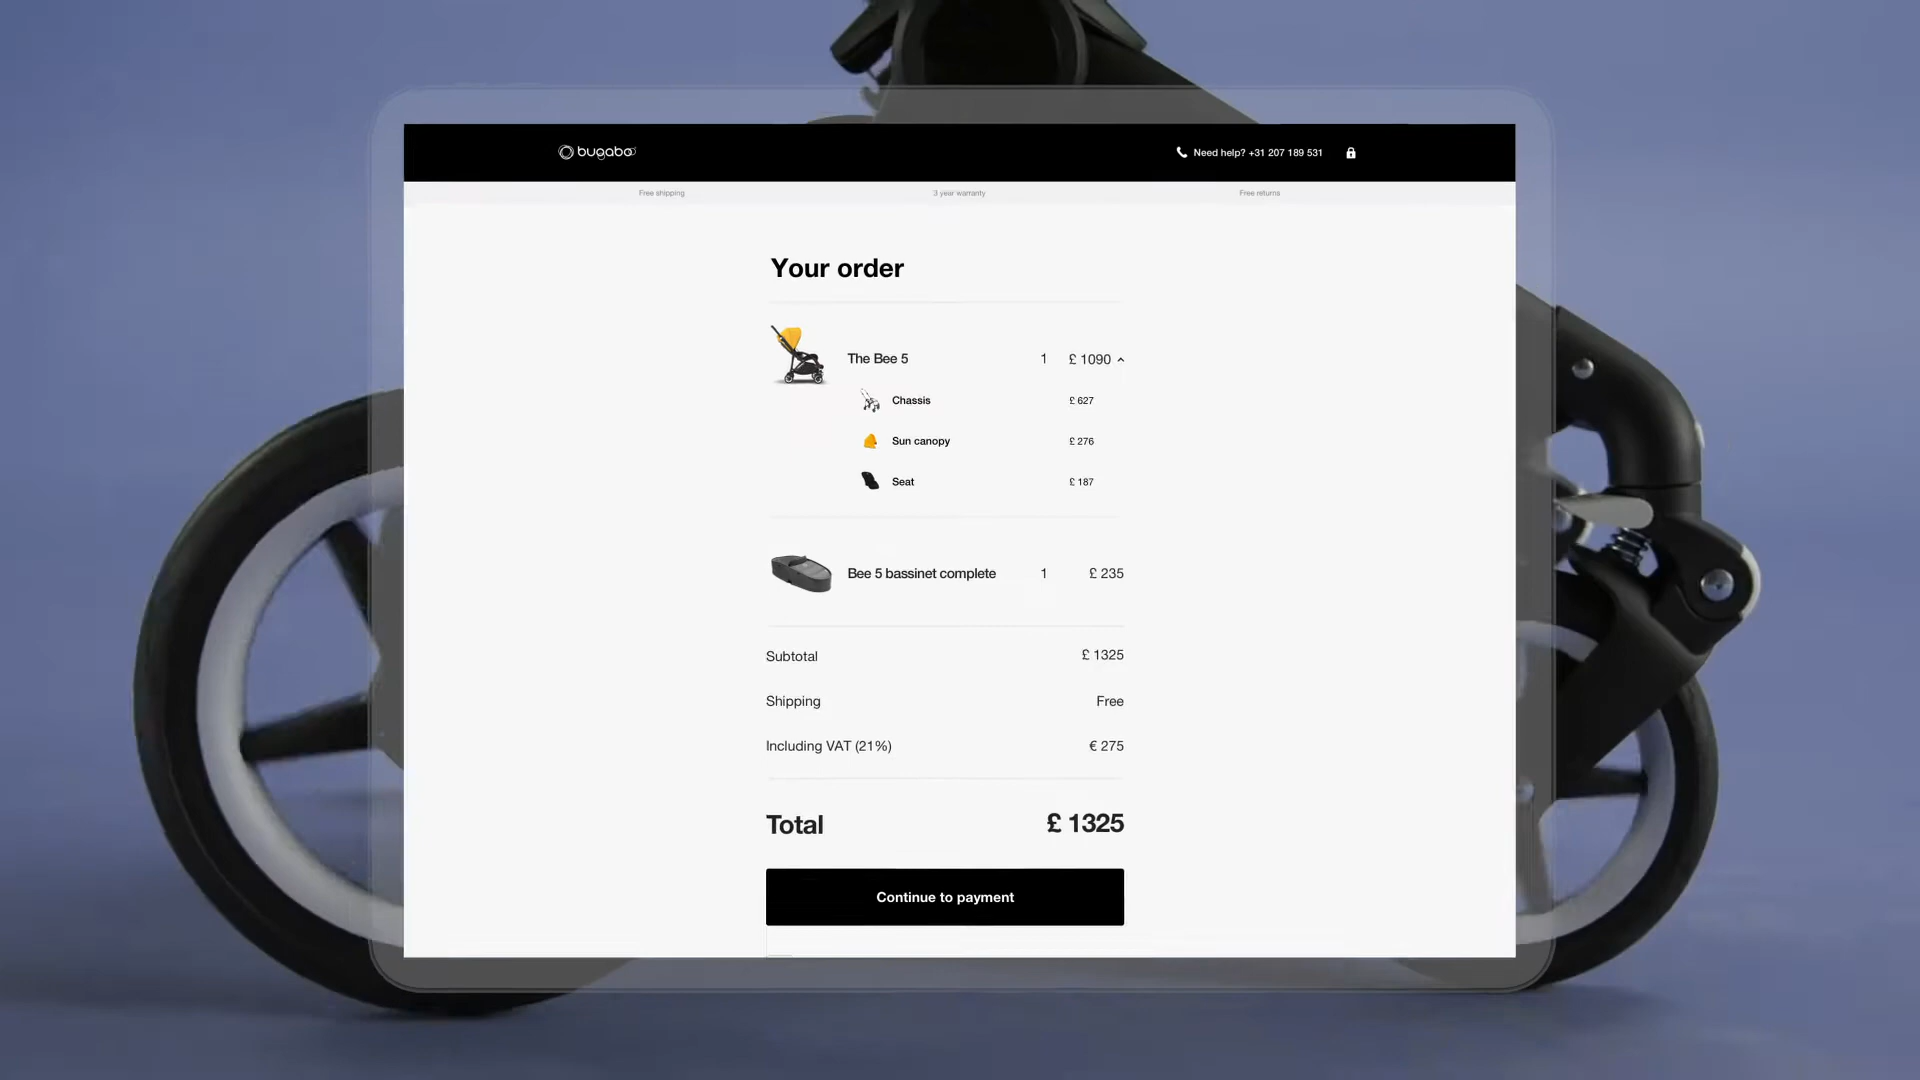 bugaboo
Need help? +31 207 189 531
Free shipping
3 year warranty
Free returns
Your order
The Bee 5 1 £ 1090
Chassis £ 627
Sun canopy £ 276
Seat £ 187
Bee 5 bassinet complete 1 £ 235
Subtotal £ 1325
Shipping Free
Including VAT (21%) € 275
Total £ 1325
Continue to payment